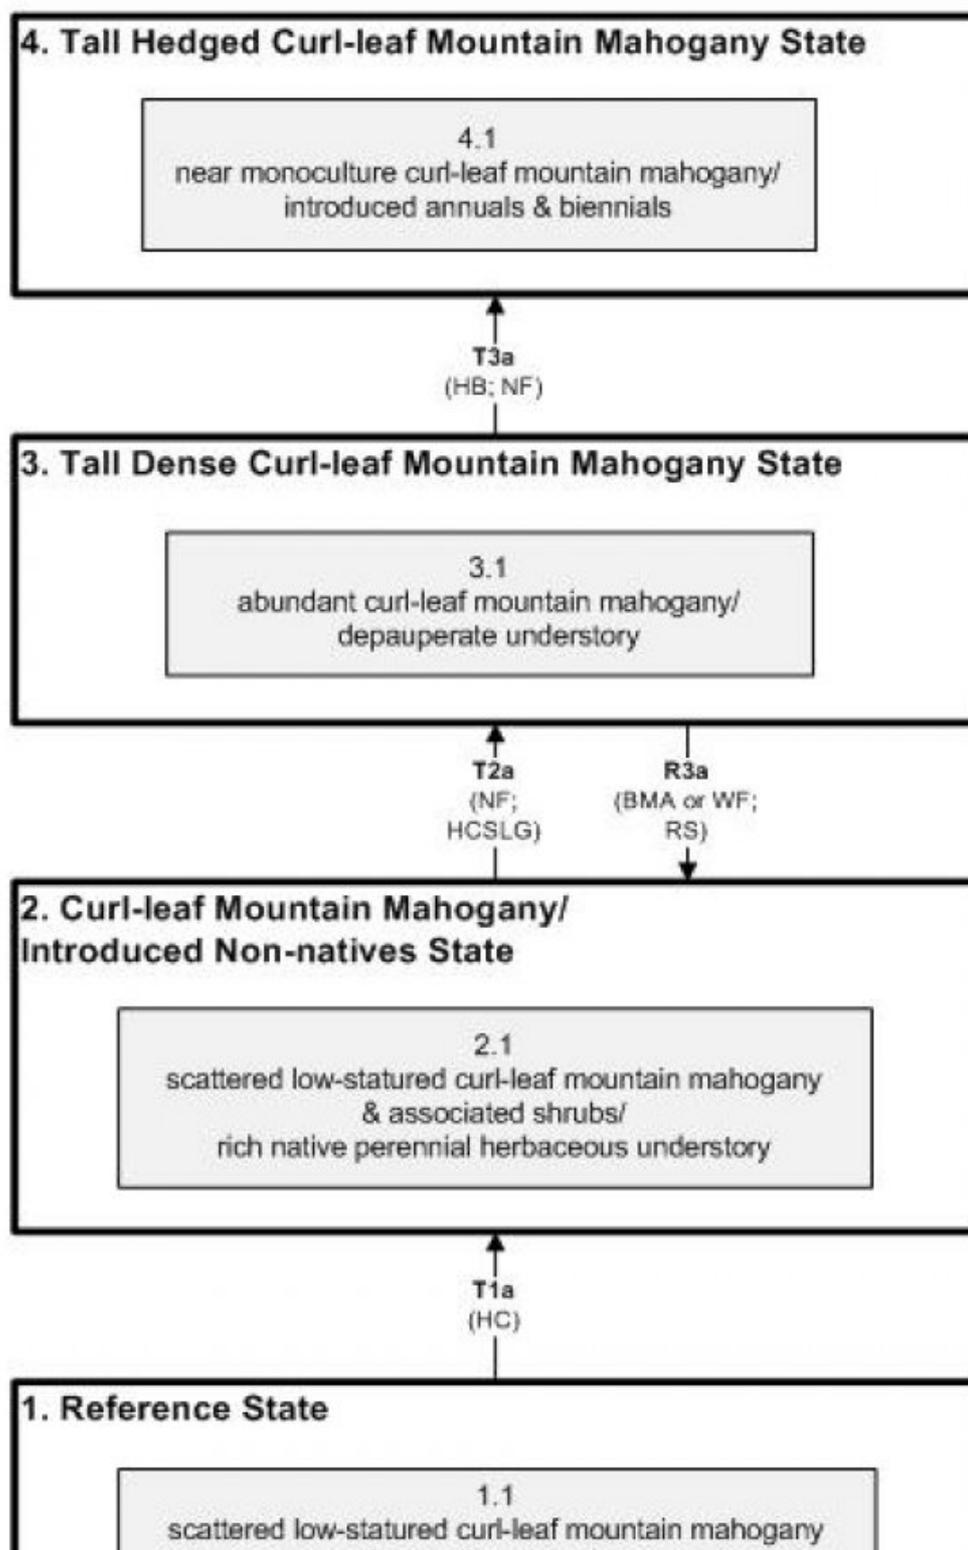 4. Tall Hedged Curl-leaf Mountain Mahogany State
4.1
near monoculture curl-leaf mountain mahogany/
introduced annuals & biennials
T3a
(HB; NF)
3. Tall Dense Curl-leaf Mountain Mahogany State
3.1
abundant curl-leaf mountain mahogany/
depauperate understory
T2a
(NF;
HCSLG)
R3a
(BMA or WF;
RS)
2. Curl-leaf Mountain Mahogany/
Introduced Non-natives State
2.1
scattered low-statured curl-leaf mountain mahogany
& associated shrubs/
rich native perennial herbaceous understory
T1a
(HC)
1. Reference State
1.1
scattered low-statured curl-leaf mountain mahogany